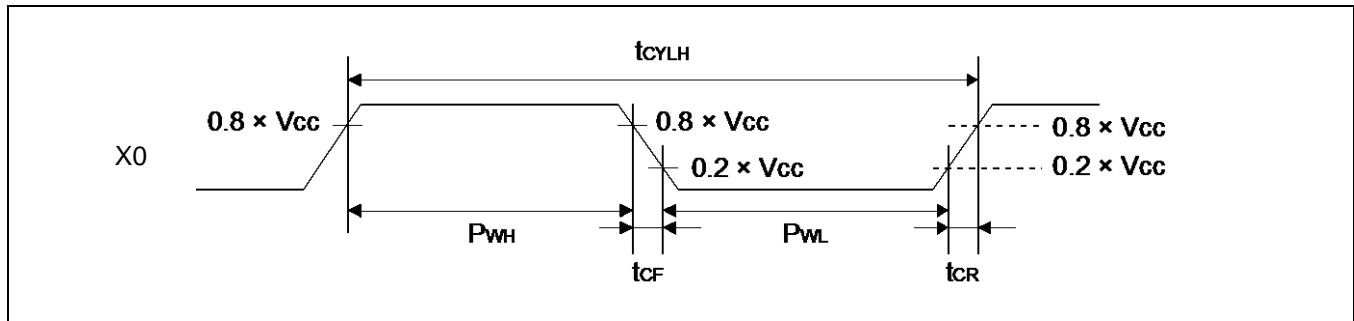 tCYLH
0.8 × Vcc
0.8 × Vcc
0.8 × Vcc
X0
0.2 × Vcc
0.2 × Vcc
PWH
PWL
tCF
tCR